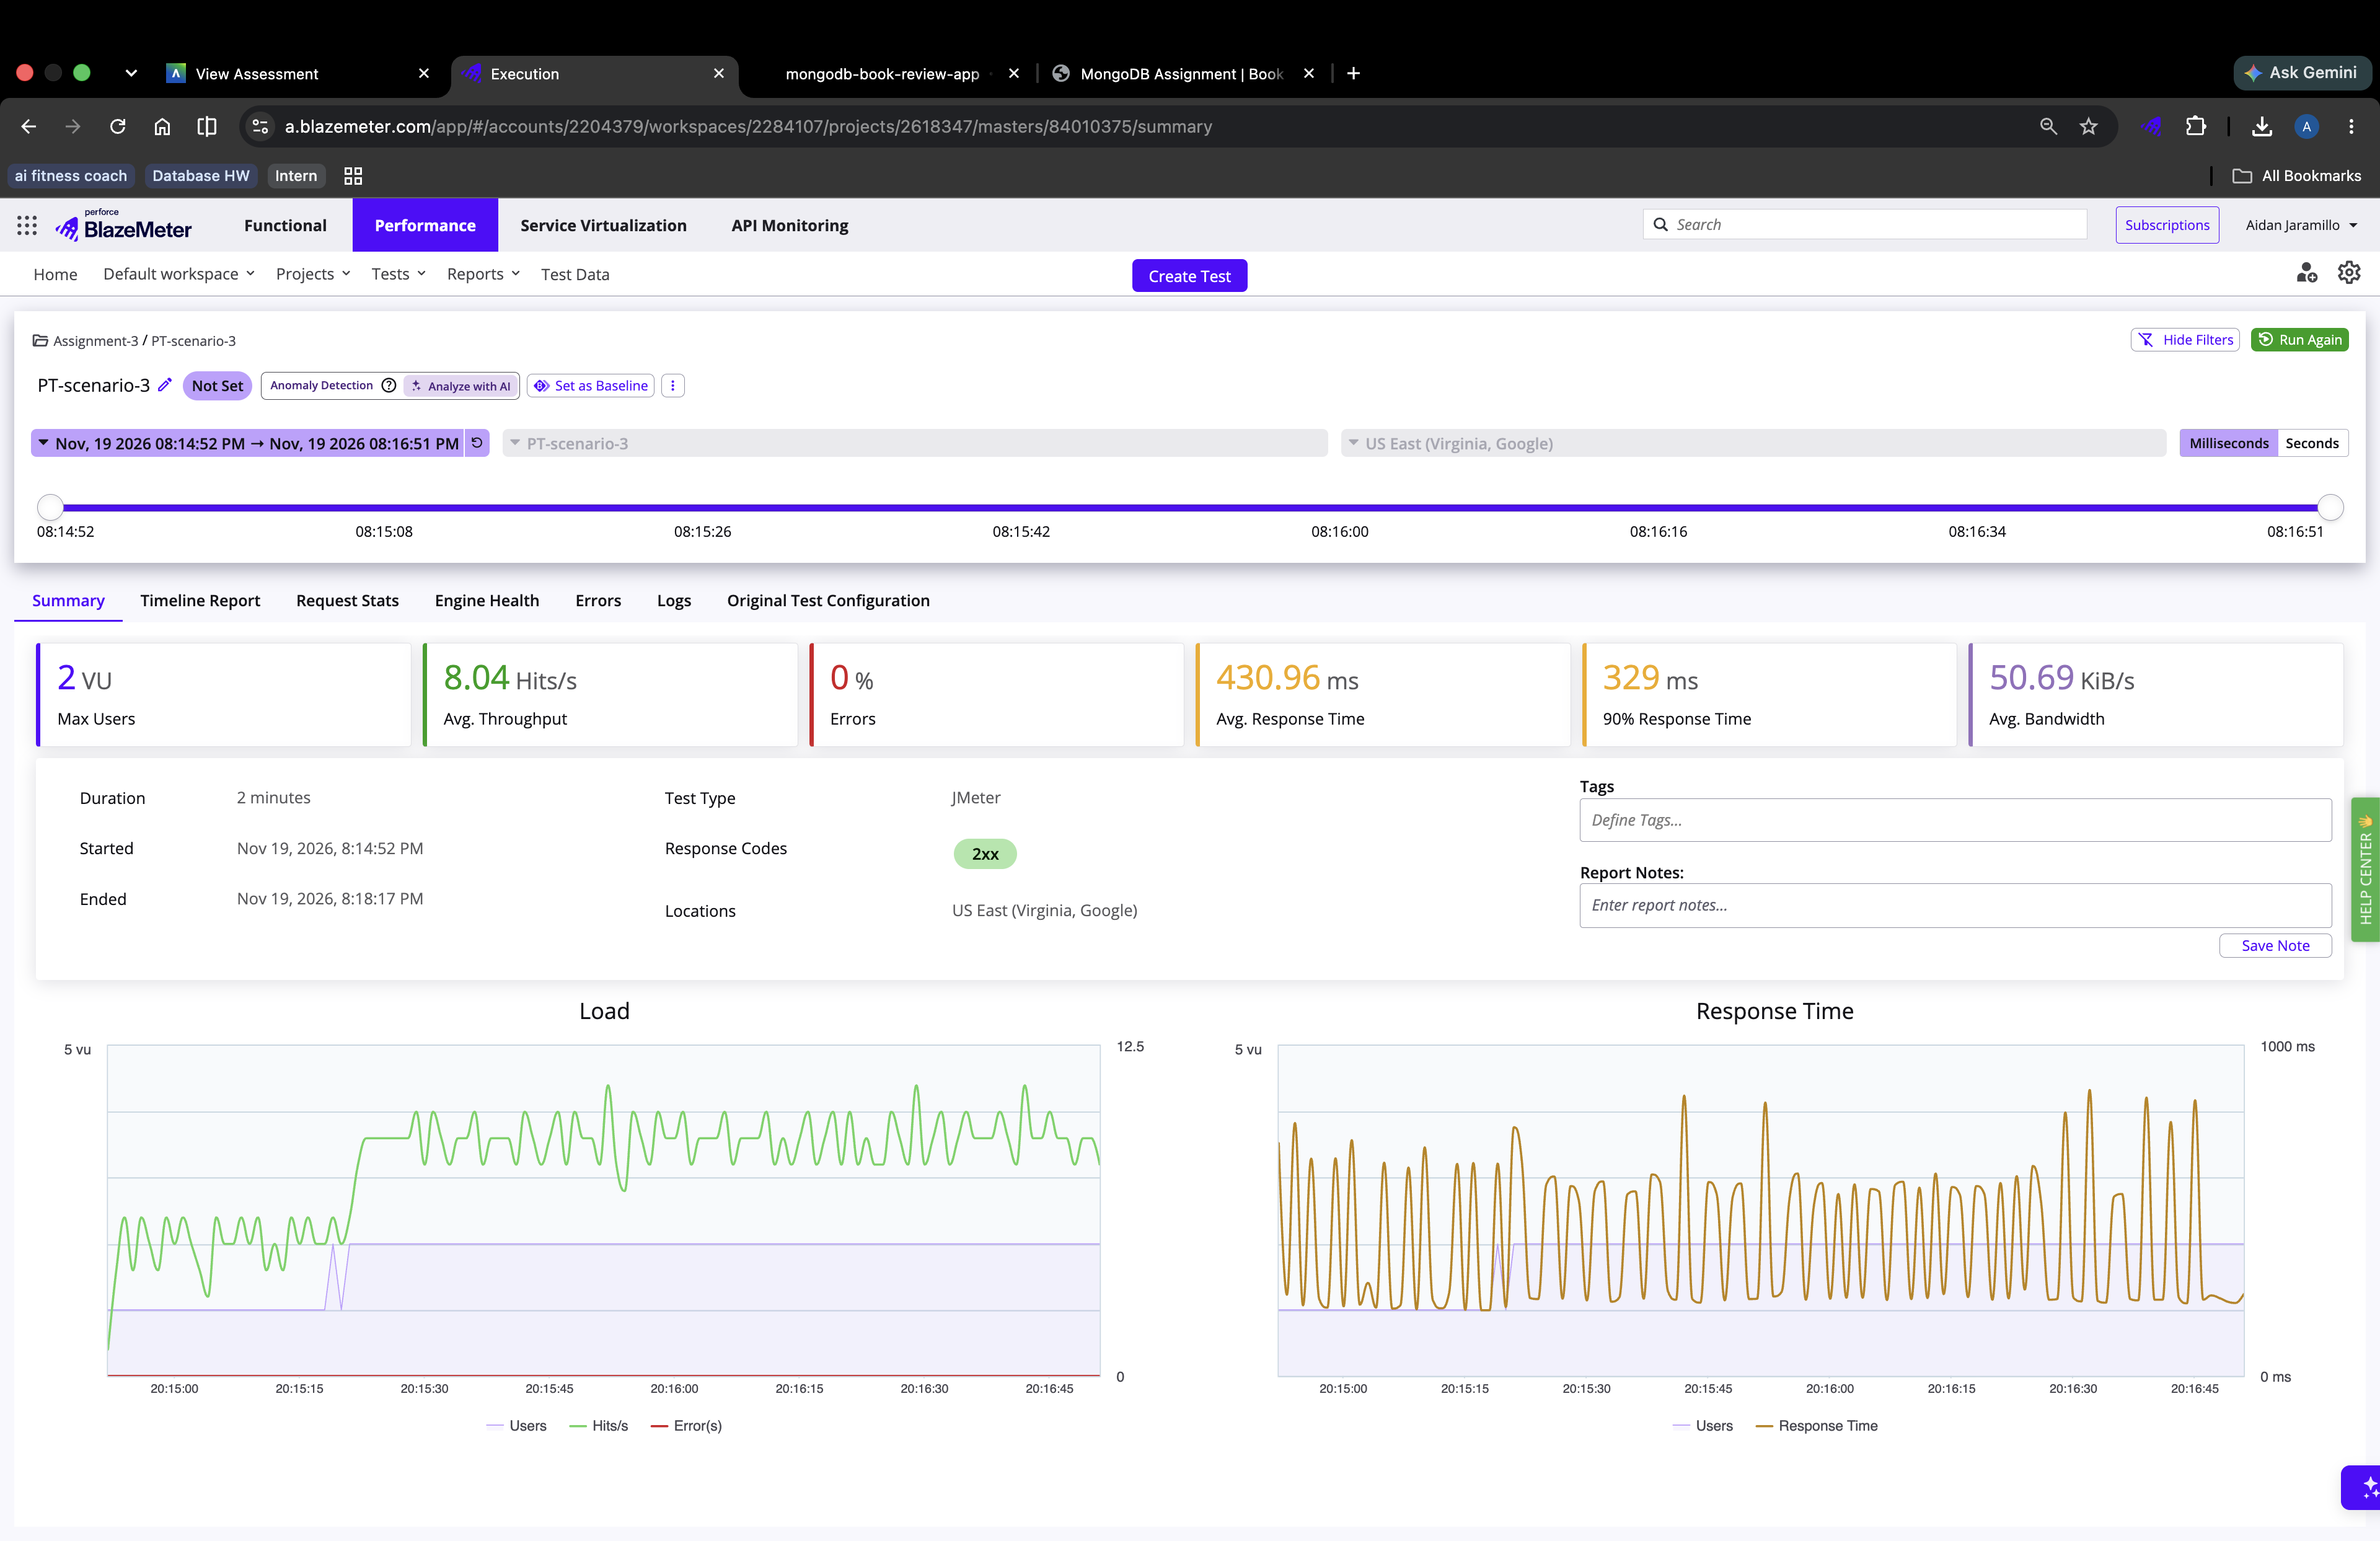 View Assessment
Execution
mongodb-book-review-app
MongoDB Assignment | Book
Ask Gemini
a.blazemeter.com/app/#/accounts/2204379/workspaces/2284107/projects/2618347/masters/84010375/summary
A
ai fitness coach
Database HW
Intern
All Bookmarks
perforce
BlazeMeter
Functional
Performance
Service Virtualization
API Monitoring
Search
Subscriptions
Aidan Jaramillo
Home
Default workspace
Projects
Tests
Reports
Test Data
Create Test
Assignment-3 / PT-scenario-3
Hide Filters
Run Again
PT-scenario-3
Not Set
Anomaly Detection
Analyze with AI
Set as Baseline
Nov, 19 2026 08:14:52 PM → Nov, 19 2026 08:16:51 PM
PT-scenario-3
US East (Virginia, Google)
Milliseconds
Seconds
08:14:52
08:15:08
08:15:26
08:15:42
08:16:00
08:16:16
08:16:34
08:16:51
Summary
Timeline Report
Request Stats
Engine Health
Errors
Logs
Original Test Configuration
2 VU
Max Users
8.04 Hits/s
Avg. Throughput
0 %
Errors
430.96 ms
Avg. Response Time
329 ms
90% Response Time
50.69 KiB/s
Avg. Bandwidth
Duration
2 minutes
Started
Nov 19, 2026, 8:14:52 PM
Ended
Nov 19, 2026, 8:18:17 PM
Test Type
JMeter
Response Codes
2xx
Locations
US East (Virginia, Google)
Tags
Define Tags...
Report Notes:
Enter report notes...
Save Note
HELP CENTER 👋
Load
5 vu
12.5
0
20:15:00
20:15:15
20:15:30
20:15:45
20:16:00
20:16:15
20:16:30
20:16:45
Users
Hits/s
Error(s)
Response Time
5 vu
1000 ms
0 ms
20:15:00
20:15:15
20:15:30
20:15:45
20:16:00
20:16:15
20:16:30
20:16:45
Users
Response Time